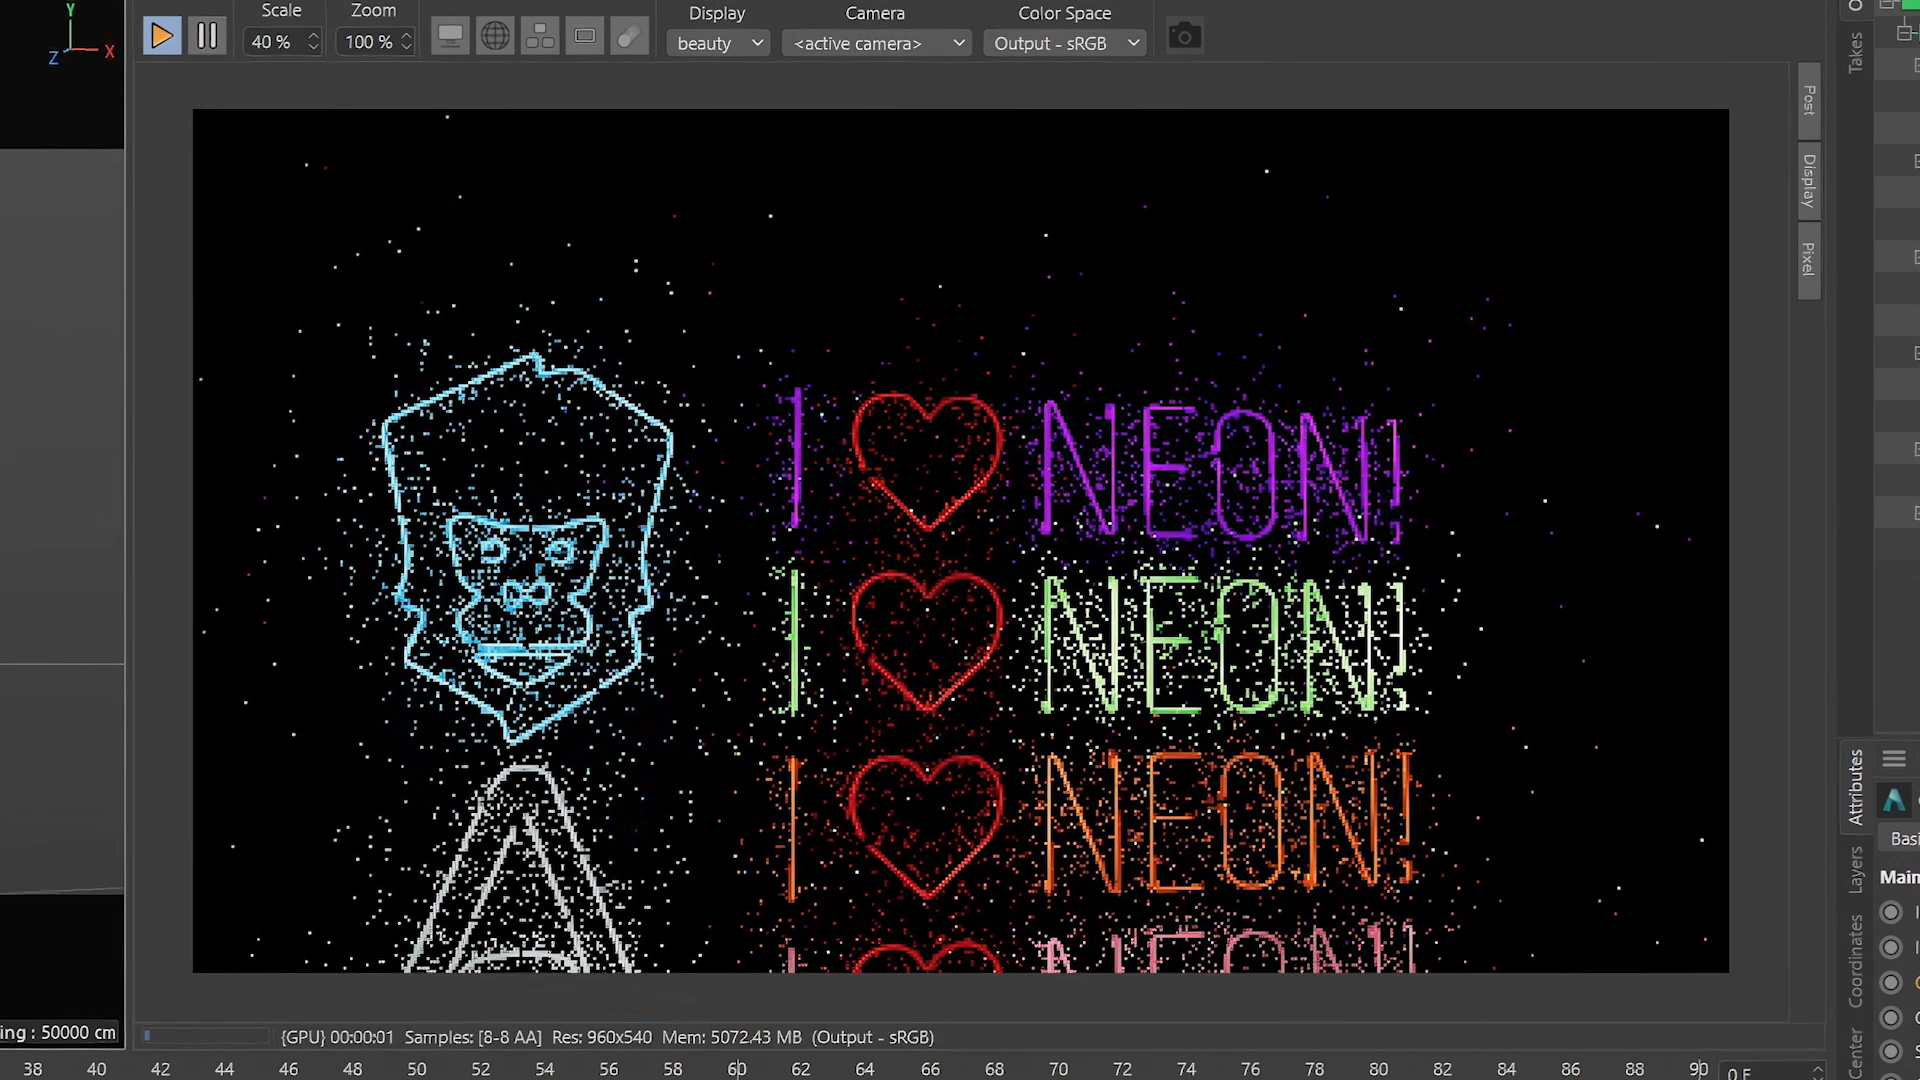 Y
X
Z
Scale
Zoom
Display
Camera
Color Space
40 %
100 %
beauty
<active camera>
Output - sRGB
Takes
Post
Display
Pixel
I NEON!
I NEON!
I NEON!
I NEON!
Attributes
Basi
Layers
Main
Coordinates
ing : 50000 cm
{GPU} 00:00:01 Samples: [8-8 AA] Res: 960x540 Mem: 5072.43 MB (Output - sRGB)
38 40 42 44 46 48 50 52 54 56 58 60 62 64 66 68 70 72 74 76 78 80 82 84 86 88 90
0 F
Center